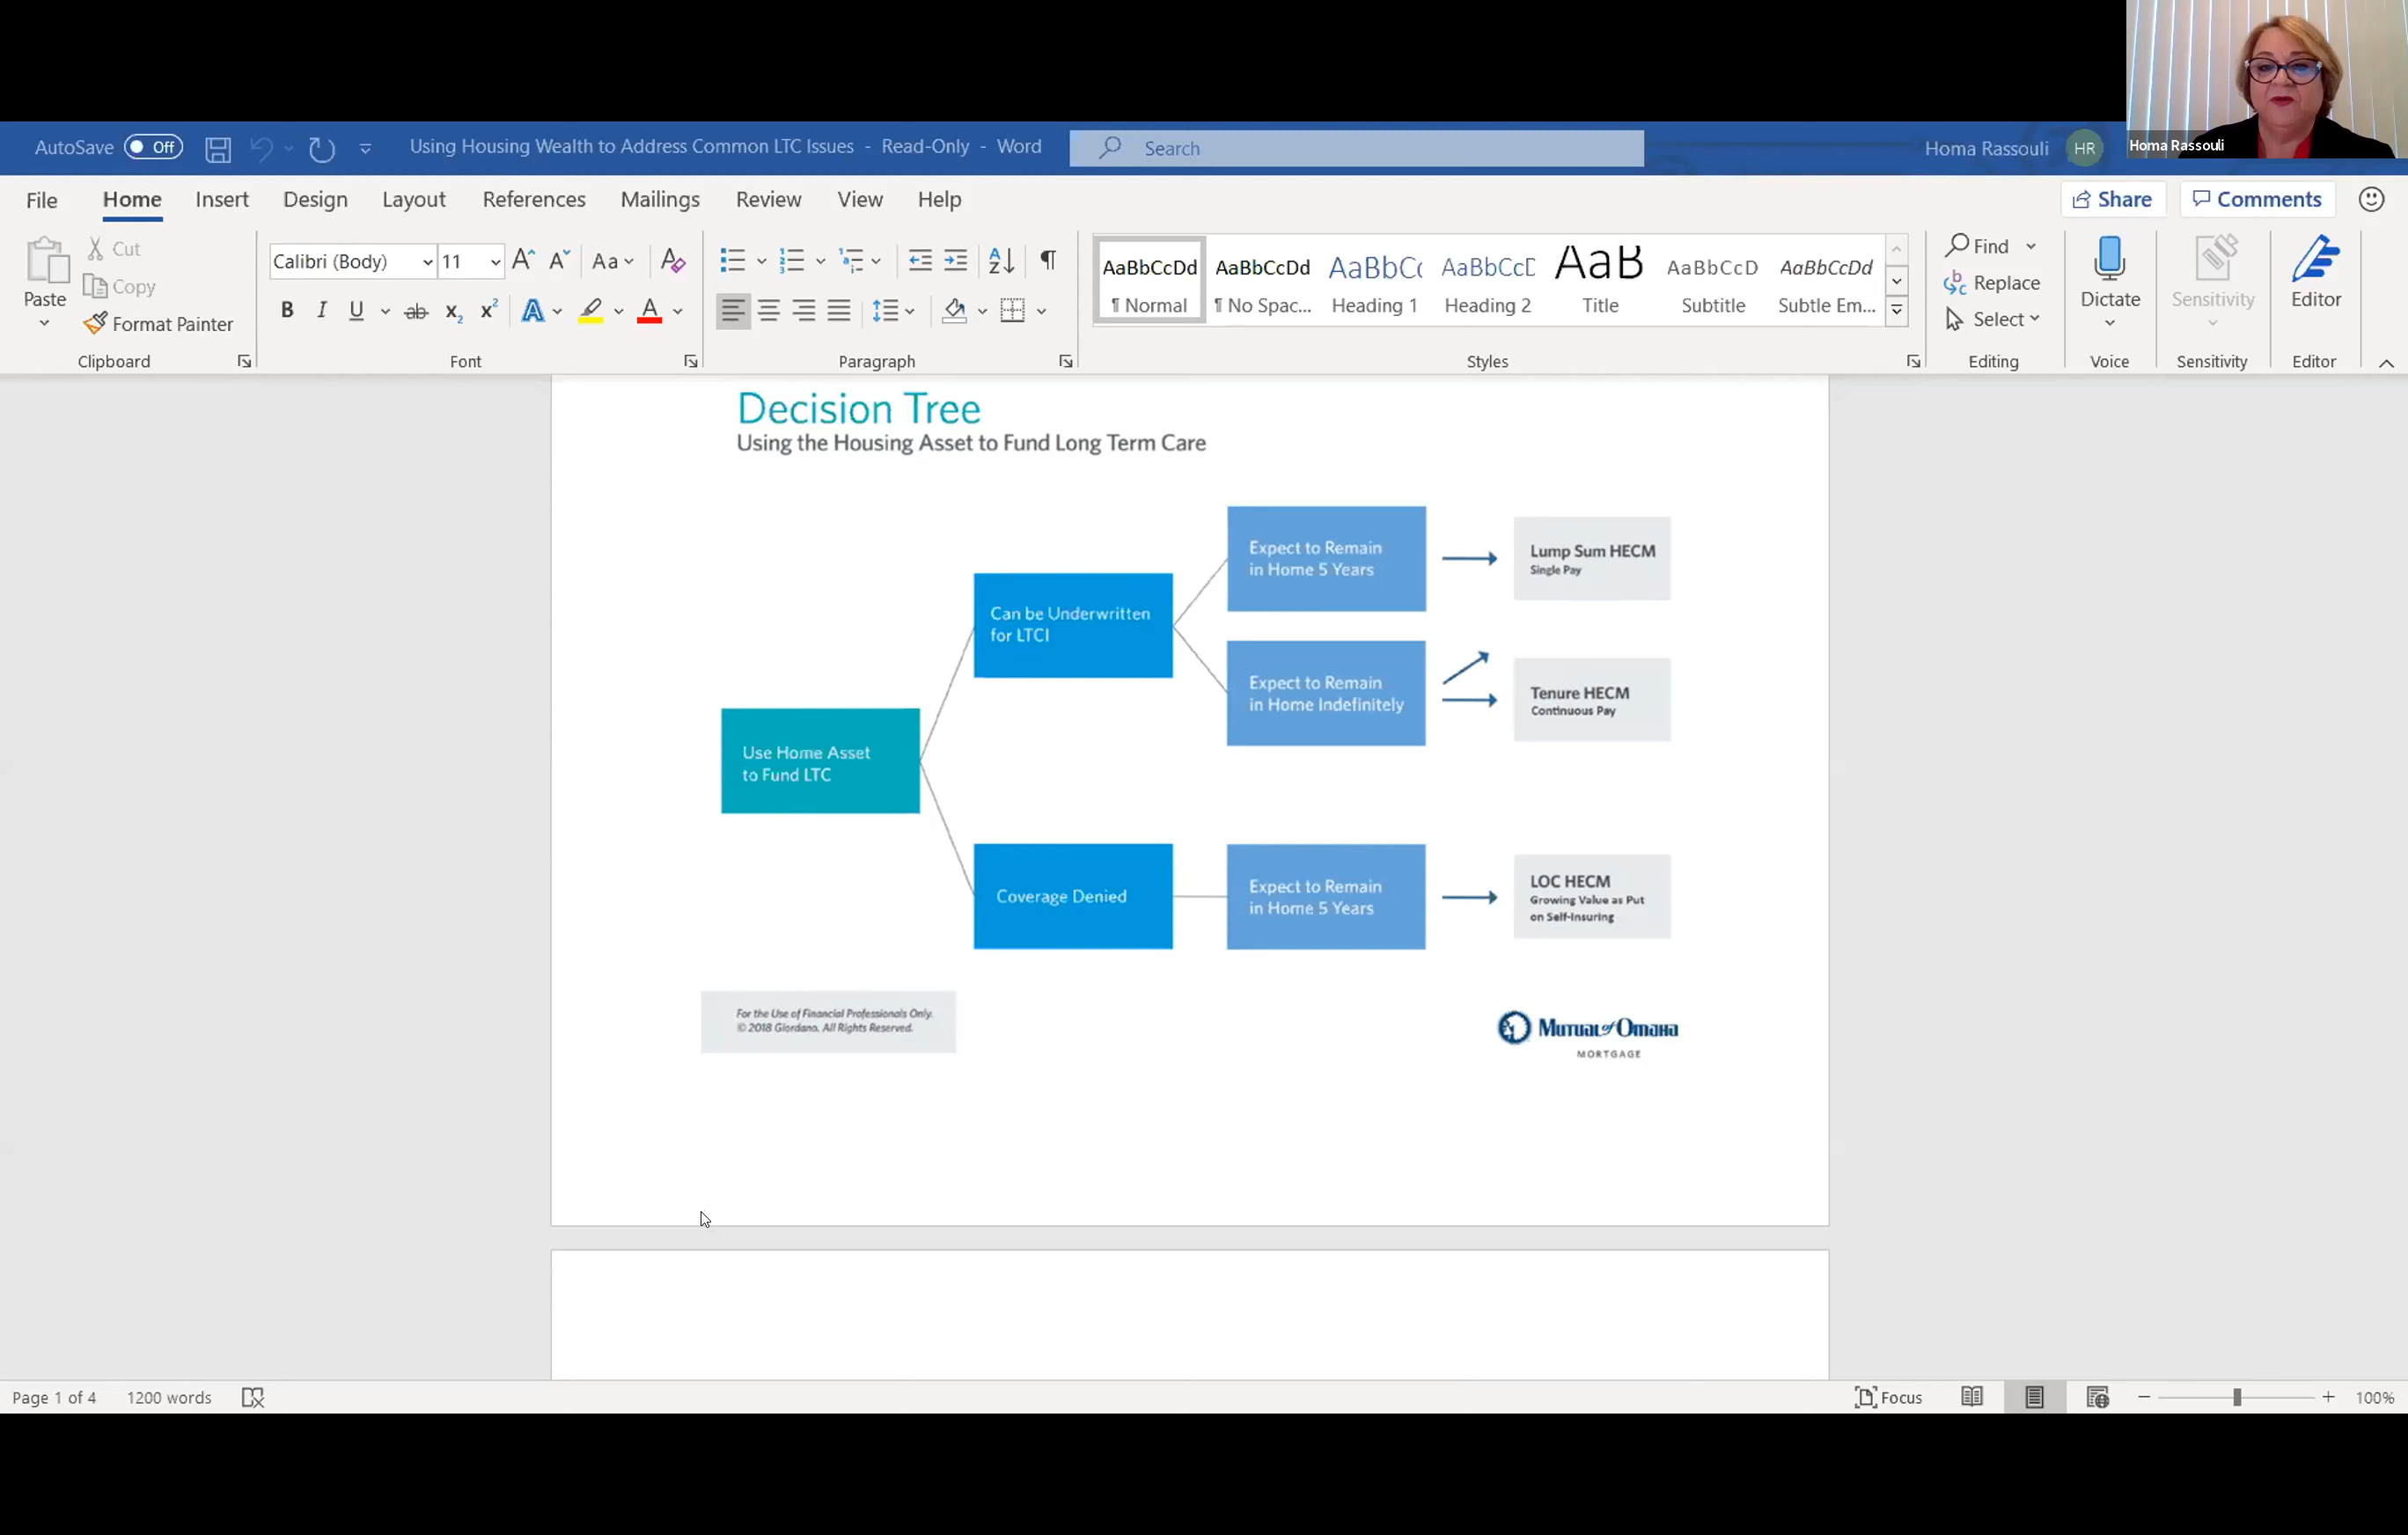 AutoSave Off
Using Housing Wealth to Address Common LTC Issues - Read-Only - Word
Search
Homa Rassouli HR
Homa Rassouli
File Home Insert Design Layout References Mailings Review View Help
Share Comments
Paste
Cut
Copy
Format Painter
Clipboard
Calibri (Body) 11
Font
Paragraph
AaBbCcDd AaBbCcDd AaBbC( AaBbCcC AaB AaBbCcD AaBbCcDd
¶ Normal ¶ No Spac... Heading 1 Heading 2 Title Subtitle Subtle Em...
Styles
Find
Replace
Select
Editing
Dictate
Voice
Sensitivity
Sensitivity
Editor
Editor
Decision Tree
Using the Housing Asset to Fund Long Term Care
Use Home Asset
to Fund LTC
Can be Underwritten
for LTCI
Expect to Remain
in Home 5 Years
Lump Sum HECM
Single Pay
Expect to Remain
in Home Indefinitely
Tenure HECM
Continuous Pay
Coverage Denied
Expect to Remain
in Home 5 Years
LOC HECM
Growing Value as Put
on Self-Insuring
For the Use of Financial Professionals Only.
© 2018 Giordano. All Rights Reserved.
Mutual of Omaha
MORTGAGE
Page 1 of 4 1200 words
Focus
100%